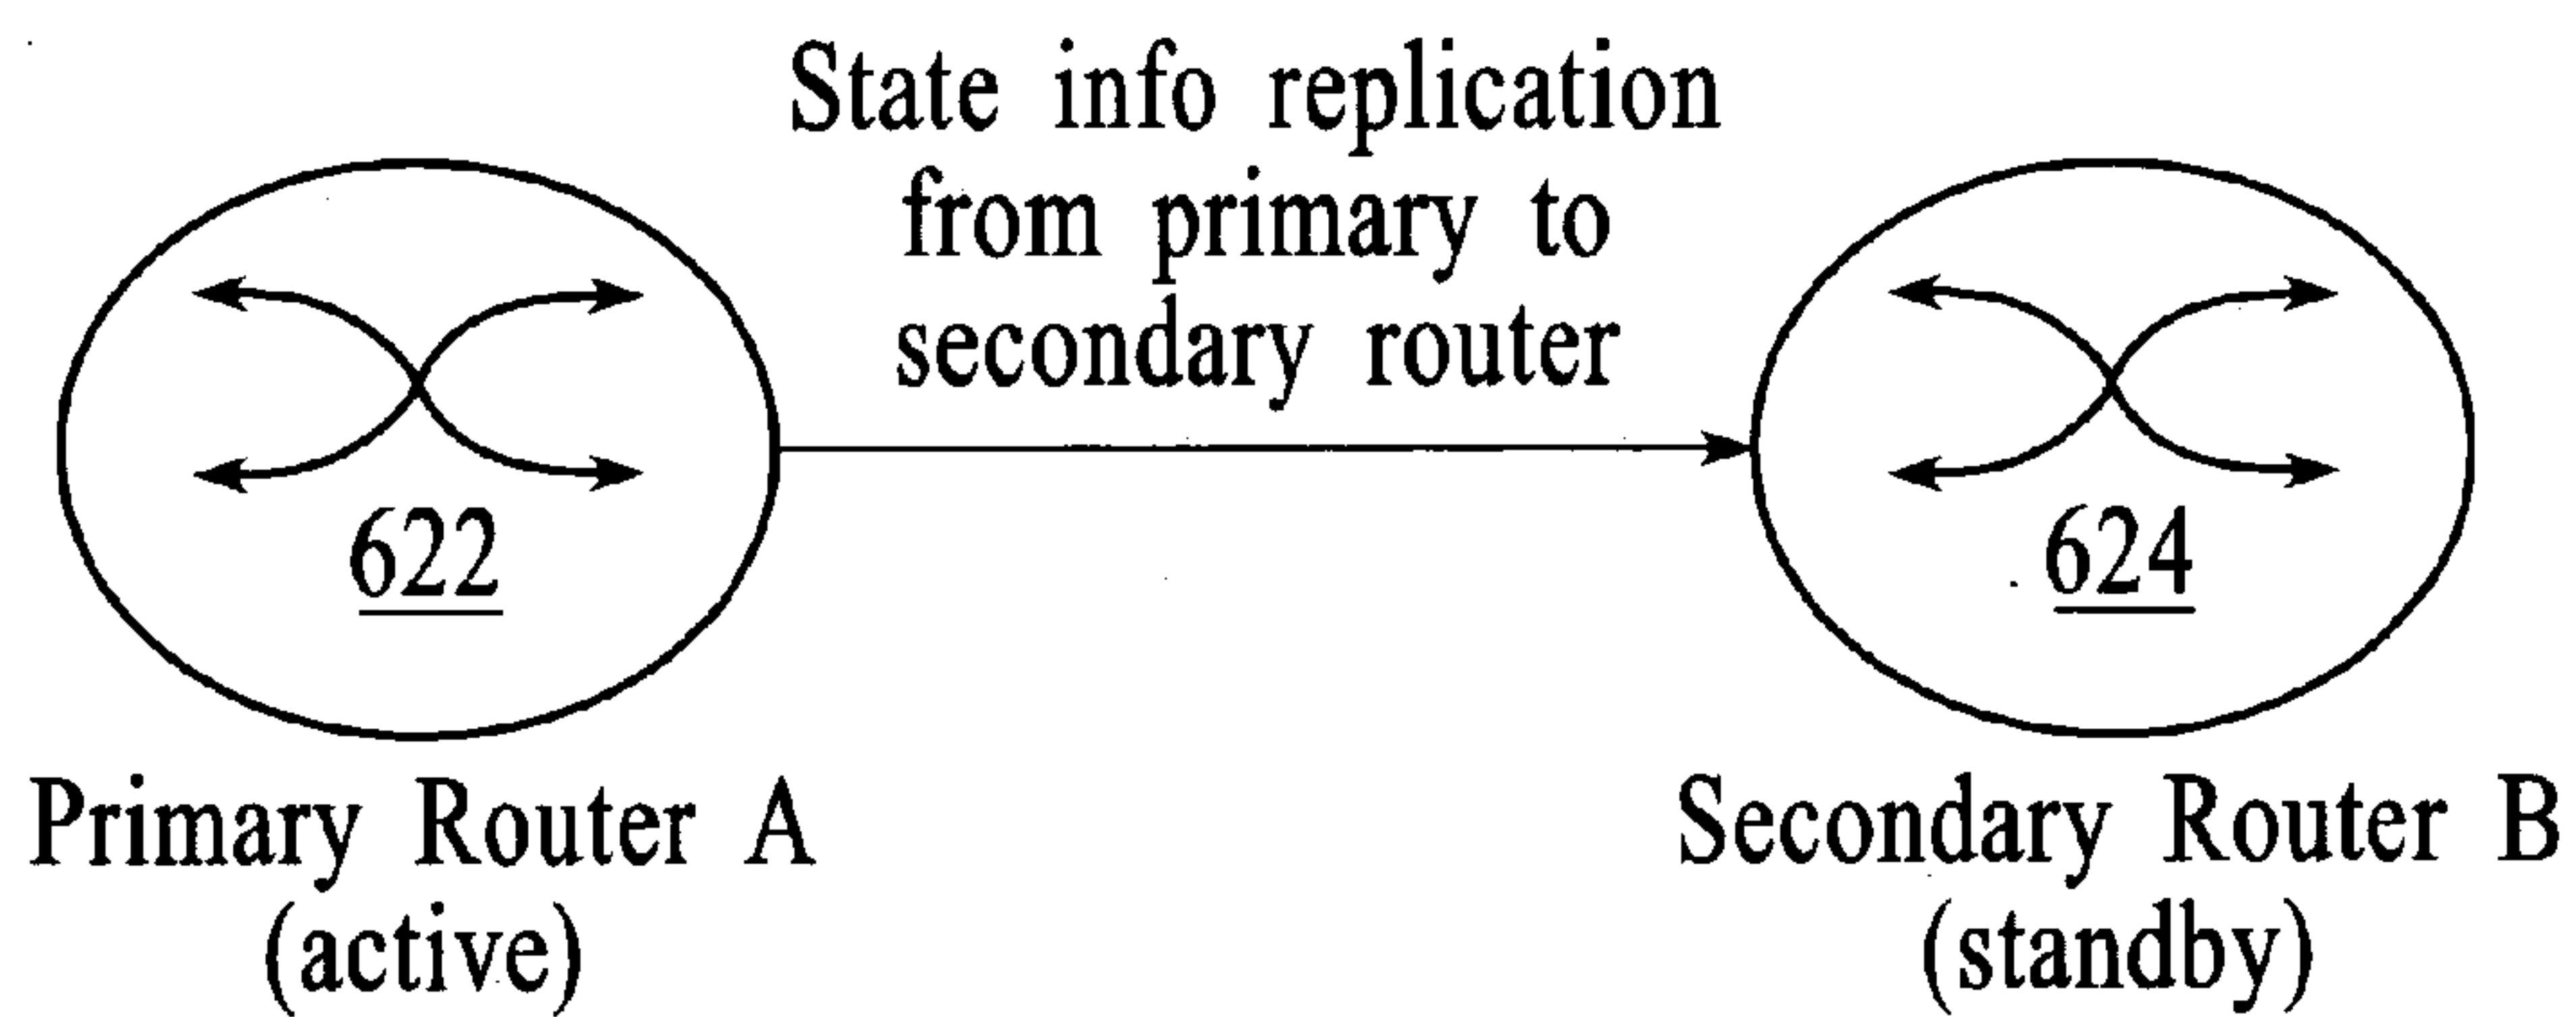 State info replication
from primary to
secondary router
622
624
Primary Router A
(active)
Secondary Router B
(standby)